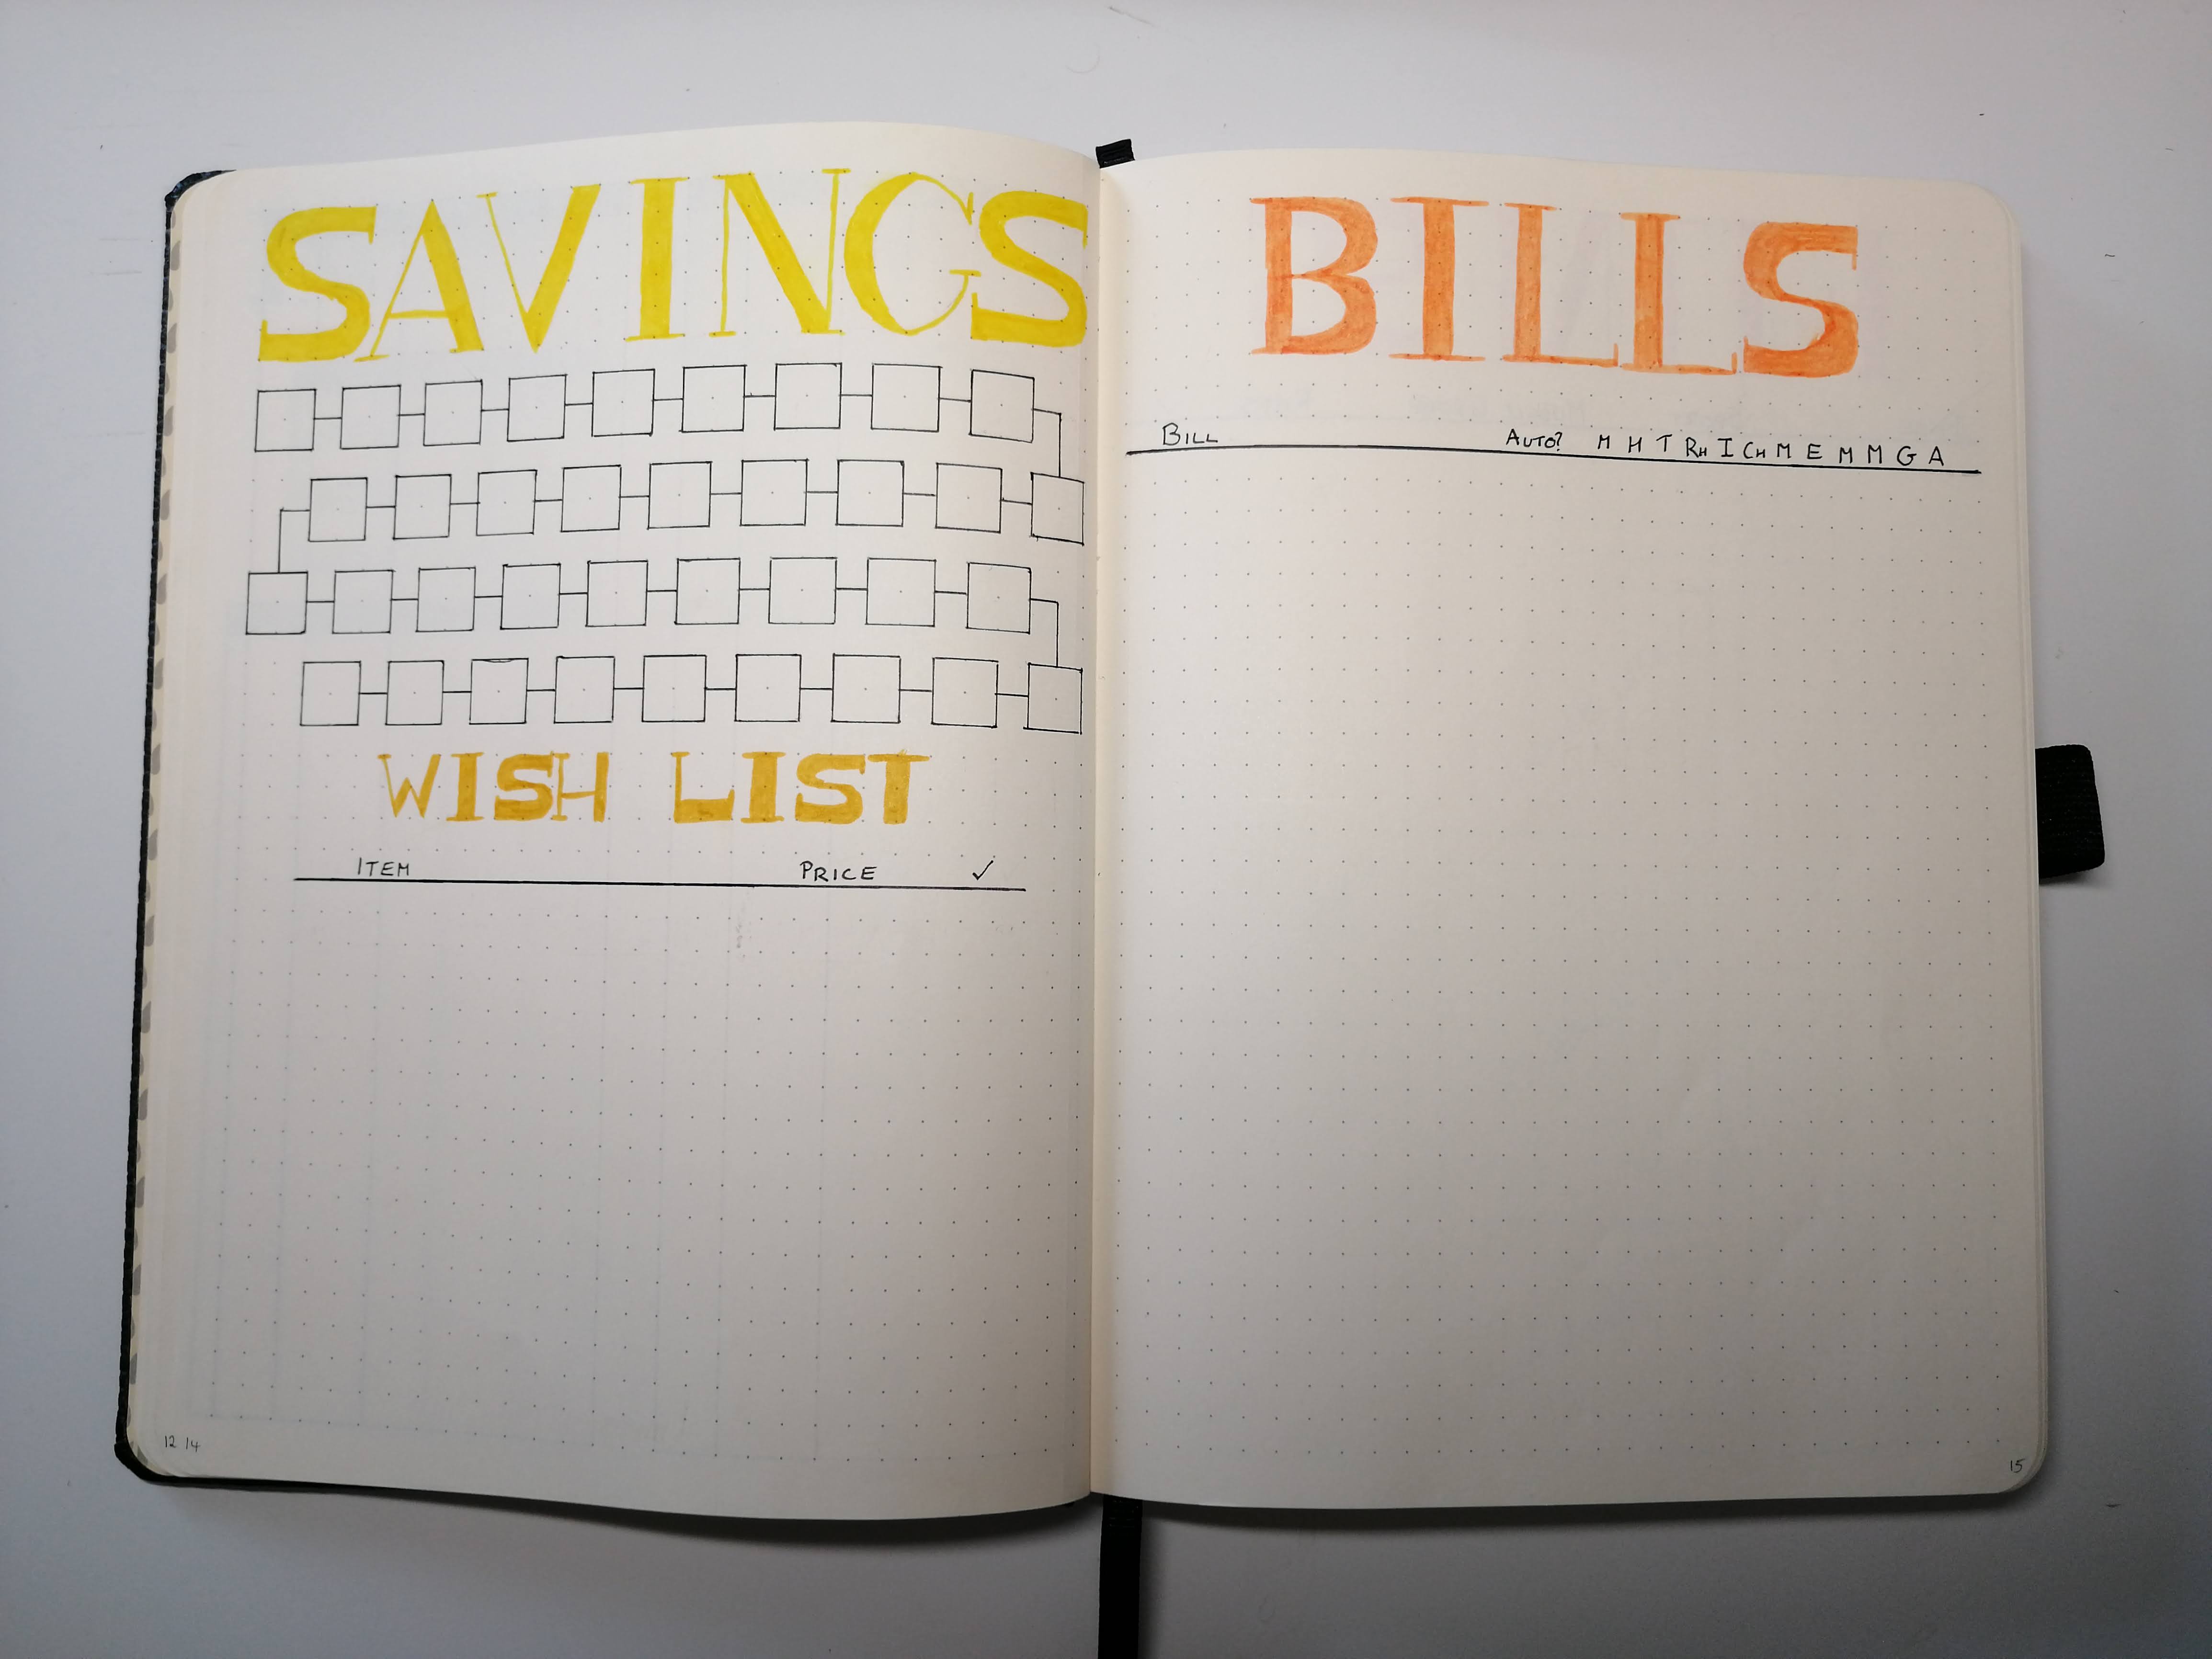 SAVINGS
WISH LIST
ITEM PRICE ✓
12 14
BILLS
BILL AUTO? M H T RH I CH M E M M G A
15